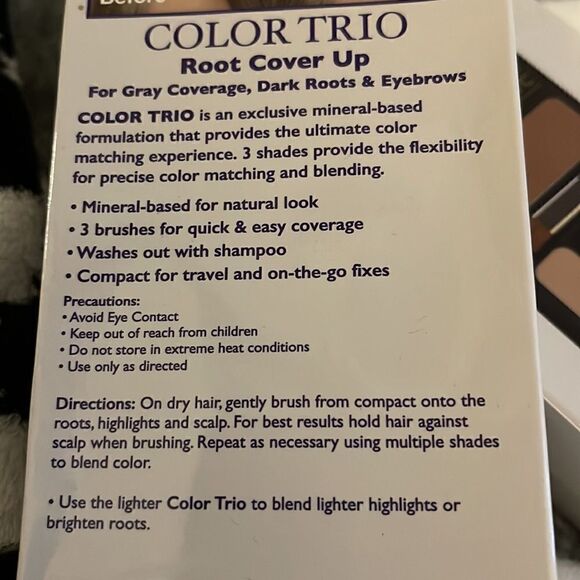 Before
COLOR TRIO
Root Cover Up
For Gray Coverage, Dark Roots & Eyebrows
COLOR TRIO is an exclusive mineral-based
formulation that provides the ultimate color
matching experience. 3 shades provide the flexibility
for precise color matching and blending.
• Mineral-based for natural look
• 3 brushes for quick & easy coverage
• Washes out with shampoo
• Compact for travel and on-the-go fixes
Precautions:
• Avoid Eye Contact
• Keep out of reach from children
• Do not store in extreme heat conditions
• Use only as directed
Directions: On dry hair, gently brush from compact onto the
roots, highlights and scalp. For best results hold hair against
scalp when brushing. Repeat as necessary using multiple shades
to blend color.
• Use the lighter Color Trio to blend lighter highlights or
brighten roots.